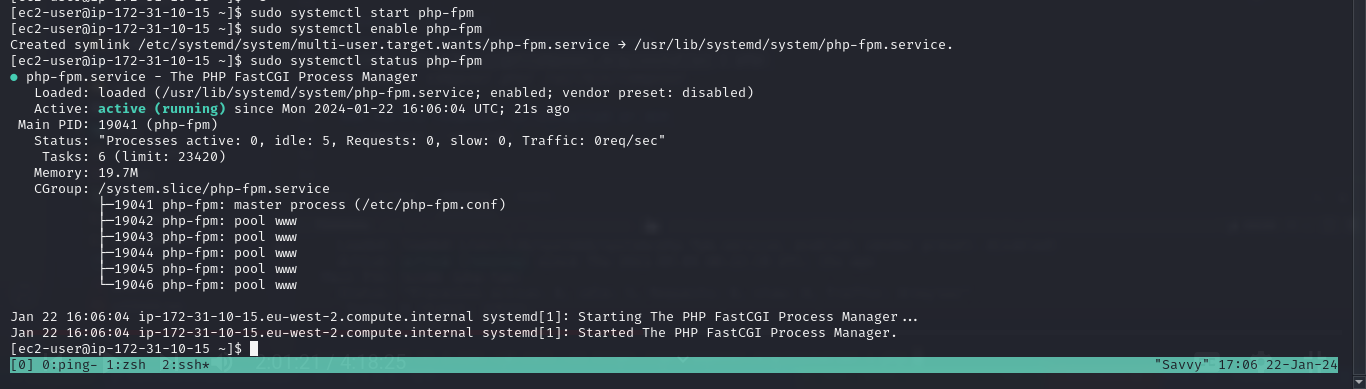 [ec2-user@ip-172-31-10-15 ~]$ sudo systemctl start php-fpm
[ec2-user@ip-172-31-10-15 ~]$ sudo systemctl enable php-fpm
Created symlink /etc/systemd/system/multi-user.target.wants/php-fpm.service → /usr/lib/systemd/system/php-fpm.service.
[ec2-user@ip-172-31-10-15 ~]$ sudo systemctl status php-fpm
● php-fpm.service - The PHP FastCGI Process Manager
   Loaded: loaded (/usr/lib/systemd/system/php-fpm.service; enabled; vendor preset: disabled)
   Active: active (running) since Mon 2024-01-22 16:06:04 UTC; 21s ago
 Main PID: 19041 (php-fpm)
   Status: "Processes active: 0, idle: 5, Requests: 0, slow: 0, Traffic: 0req/sec"
    Tasks: 6 (limit: 23420)
   Memory: 19.7M
   CGroup: /system.slice/php-fpm.service
           ├─19041 php-fpm: master process (/etc/php-fpm.conf)
           ├─19042 php-fpm: pool www
           ├─19043 php-fpm: pool www
           ├─19044 php-fpm: pool www
           ├─19045 php-fpm: pool www
           └─19046 php-fpm: pool www
Jan 22 16:06:04 ip-172-31-10-15.eu-west-2.compute.internal systemd[1]: Starting The PHP FastCGI Process Manager...
Jan 22 16:06:04 ip-172-31-10-15.eu-west-2.compute.internal systemd[1]: Started The PHP FastCGI Process Manager.
[ec2-user@ip-172-31-10-15 ~]$
2:01:21 / 4:18:25
[0] 0:ping- 1:zsh  2:ssh* "Savvy" 17:06 22-Jan-24